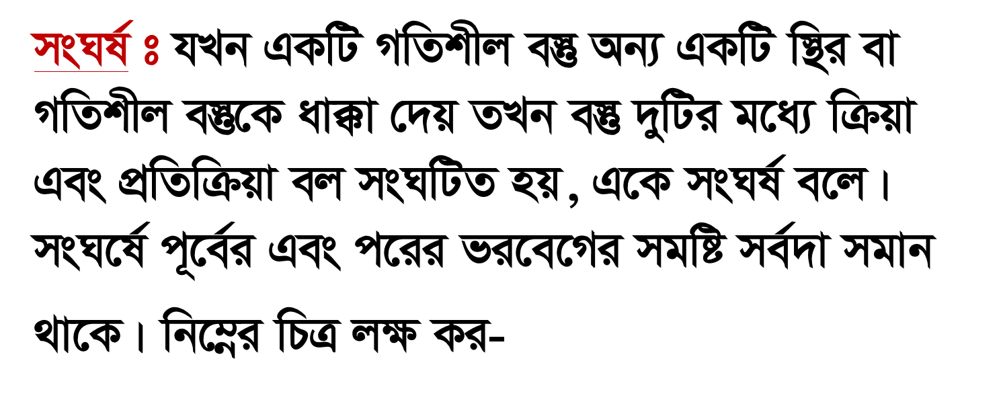 সংঘর্ষ ঃ যখন একটি গতিশীল বস্তু অন্য একটি স্থির বা
গতিশীল বস্তুকে ধাক্কা দেয় তখন বস্তু দুটির মধ্যে ক্রিয়া
এবং প্রতিক্রিয়া বল সংঘটিত হয়, একে সংঘর্ষ বলে।
সংঘর্ষে পূর্বের এবং পরের ভরবেগের সমষ্টি সর্বদা সমান
থাকে। নিম্নের চিত্র লক্ষ কর-